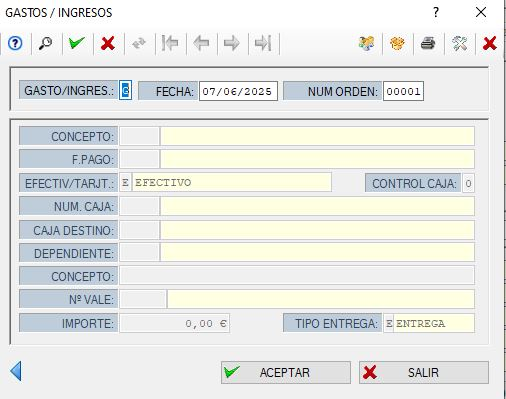 GASTOS / INGRESOS ? ×
GASTO/INGRES.: G FECHA: 07/06/2025 NUM ORDEN: 00001
CONCEPTO:
F.PAGO:
EFECTIV/TARJT.: E EFECTIVO CONTROL CAJA: 0
NUM. CAJA:
CAJA DESTINO:
DEPENDIENTE:
CONCEPTO:
Nº VALE:
IMPORTE: 0,00 € TIPO ENTREGA: E ENTREGA
ACEPTAR SALIR